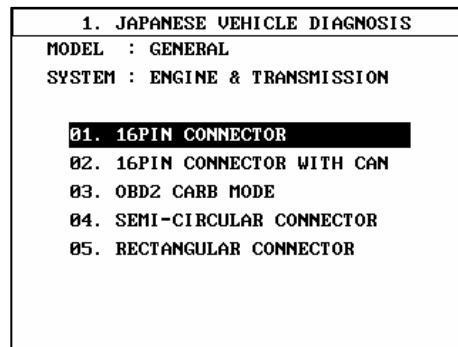 1. JAPANESE VEHICLE DIAGNOSIS
MODEL : GENERAL
SYSTEM : ENGINE & TRANSMISSION
01. 16PIN CONNECTOR
02. 16PIN CONNECTOR WITH CAN
03. OBD2 CARB MODE
04. SEMI-CIRCULAR CONNECTOR
05. RECTANGULAR CONNECTOR